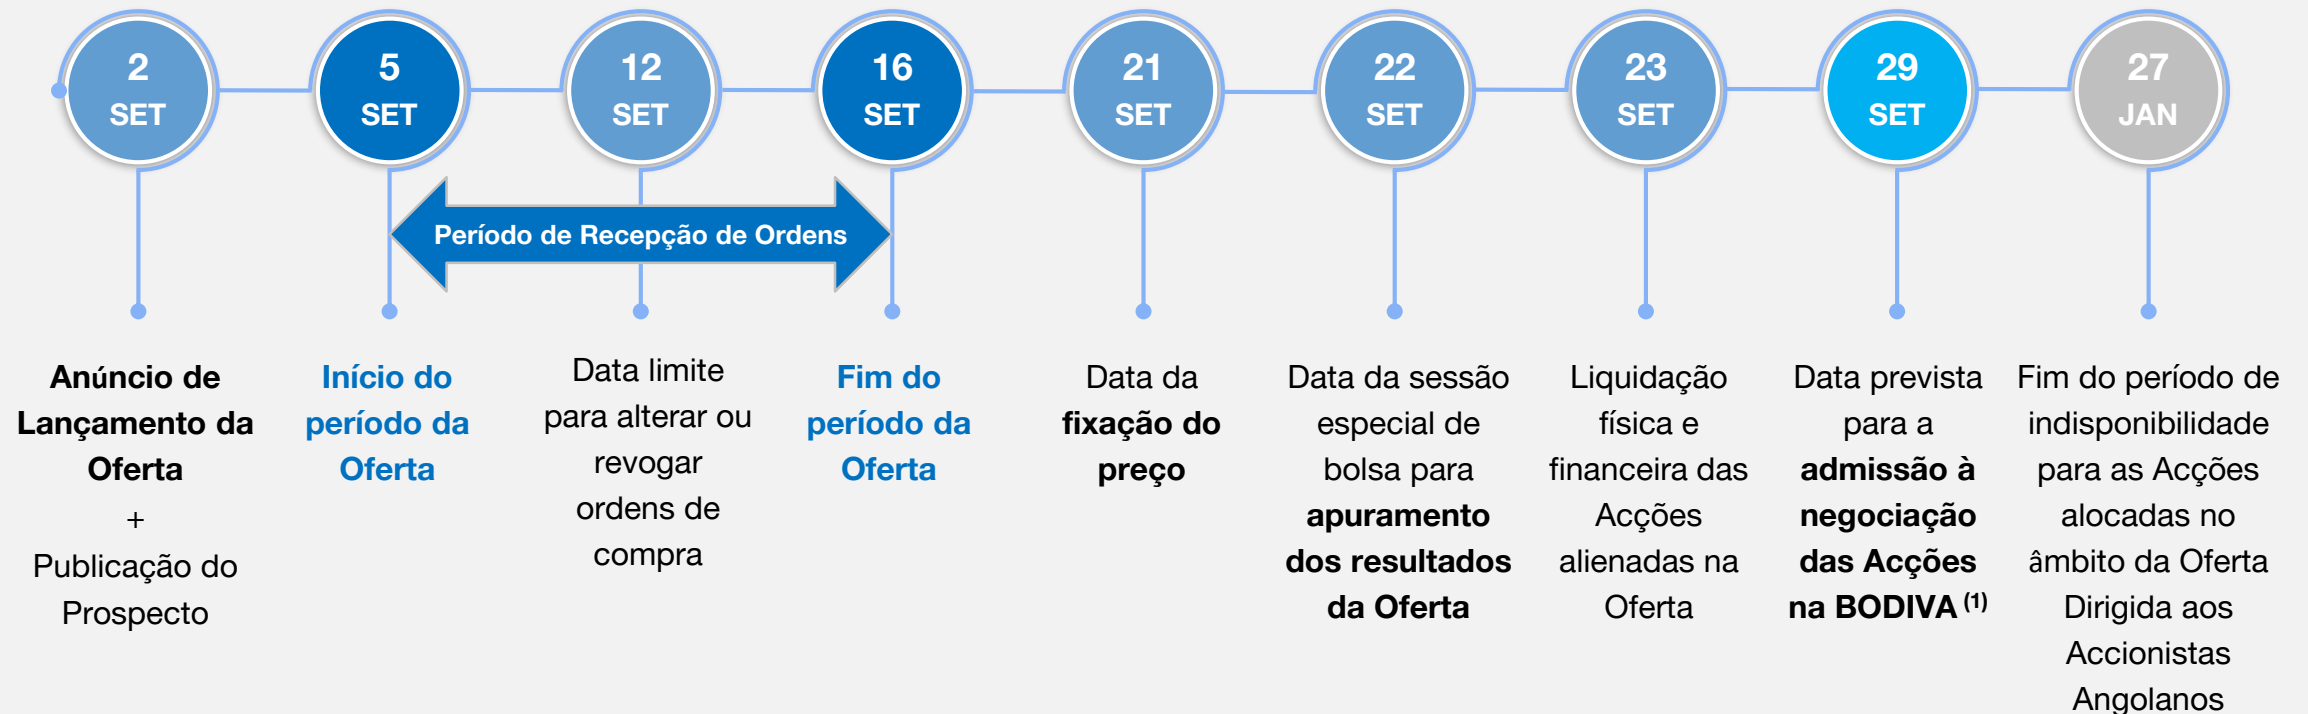 2
SET
5
SET
12
SET
16
SET
21
SET
22
SET
23
SET
29
SET
27
JAN
Período de Recepção de Ordens
Anúncio de
Lançamento da
Oferta
+
Publicação do
Prospecto
Início do
período da
Oferta
Data limite
para alterar ou
revogar
ordens de
compra
Fim do
período da
Oferta
Data da
fixação do
preço
Data da sessão
especial de
bolsa para
apuramento
dos resultados
da Oferta
Liquidação
física e
financeira das
Acções
alienadas na
Oferta
Data prevista
para a
admissão à
negociação
das Acções
na BODIVA (1)
Fim do período de
indisponibilidade
para as Acções
alocadas no
âmbito da Oferta
Dirigida aos
Accionistas
Angolanos